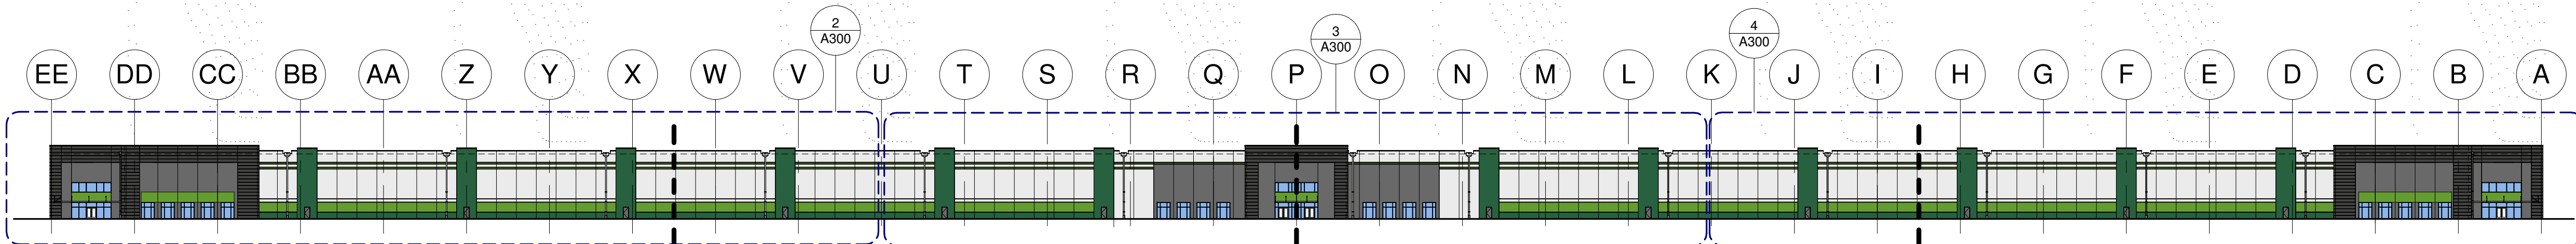 2
A300
3
A300
4
A300
EE DD CC BB AA Z Y X W V U T S R Q P O N M L K J I H G F E D C B A